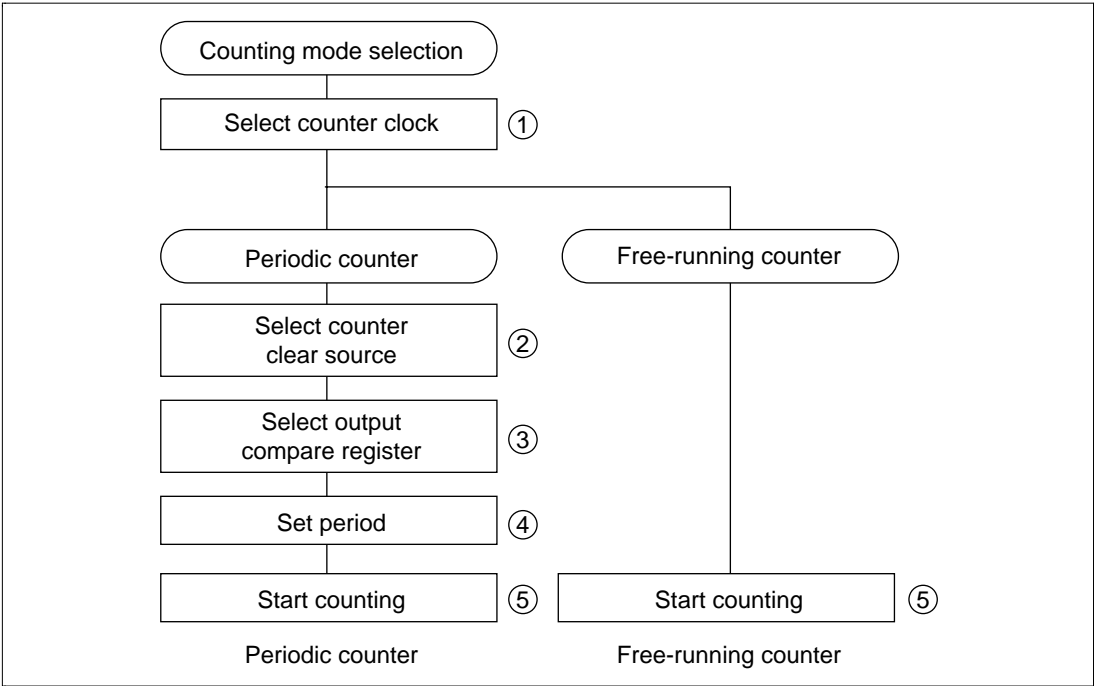 Counting mode selection
Select counter clock ①
Periodic counter
Free-running counter
Select counter
clear source ②
Select output
compare register ③
Set period ④
Start counting ⑤
Start counting ⑤
Periodic counter
Free-running counter